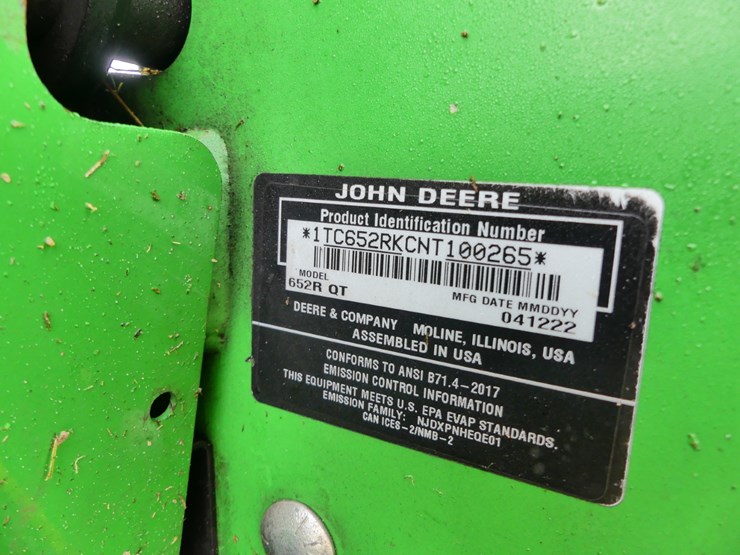 JOHN DEERE
Product Identification Number
*1TC652RKCNT100265*
MODEL
652R QT
MFG DATE MMDDYY
041222
DEERE & COMPANY MOLINE, ILLINOIS, USA
ASSEMBLED IN USA
CONFORMS TO ANSI B71.4-2017
EMISSION CONTROL INFORMATION
THIS EQUIPMENT MEETS U.S. EPA EVAP STANDARDS.
EMISSION FAMILY: NJDXPNHEQE01
CAN ICES-2/NMB-2